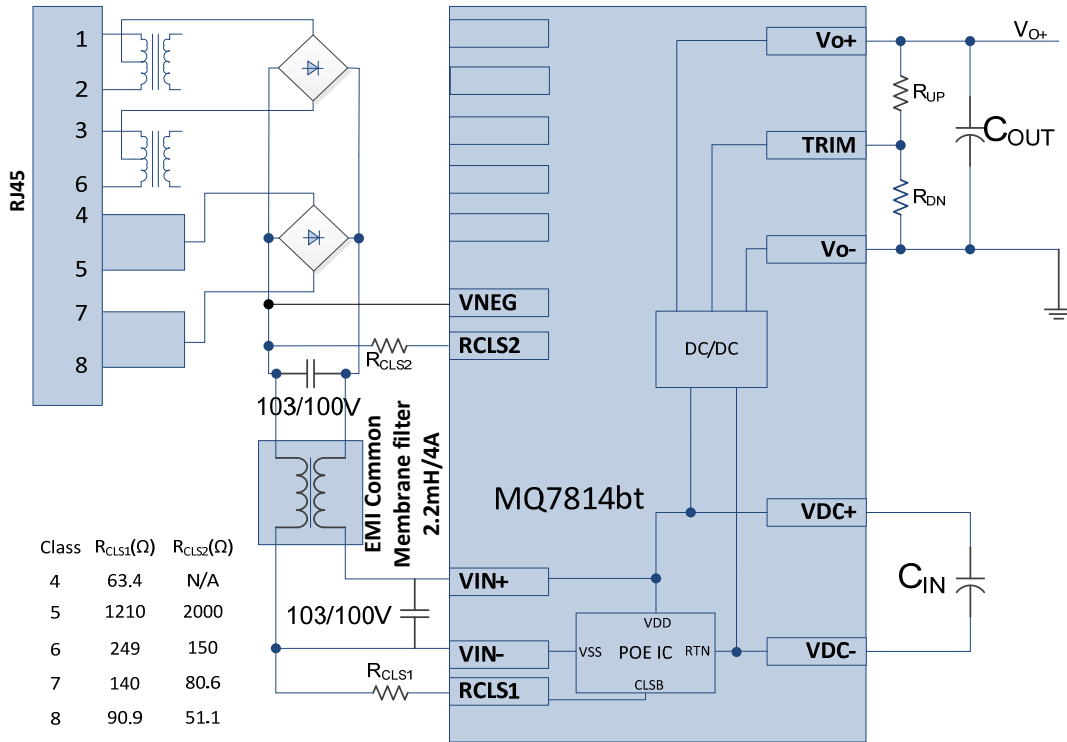 RJ45
1
2
3
6
4
5
7
8
VNEG
RCLS2
RCLS2
103/100V
EMI Common
Membrane filter
2.2mH/4A
VIN+
103/100V
VIN-
RCLS1
RCLS1
MQ7814bt
DC/DC
VDD
VSS POE IC RTN
CLSB
Vo+
TRIM
Vo-
VDC+
VDC-
VO+
RUP
RDN
COUT
CIN
Class RCLS1(Ω) RCLS2(Ω)
4 63.4 N/A
5 1210 2000
6 249 150
7 140 80.6
8 90.9 51.1